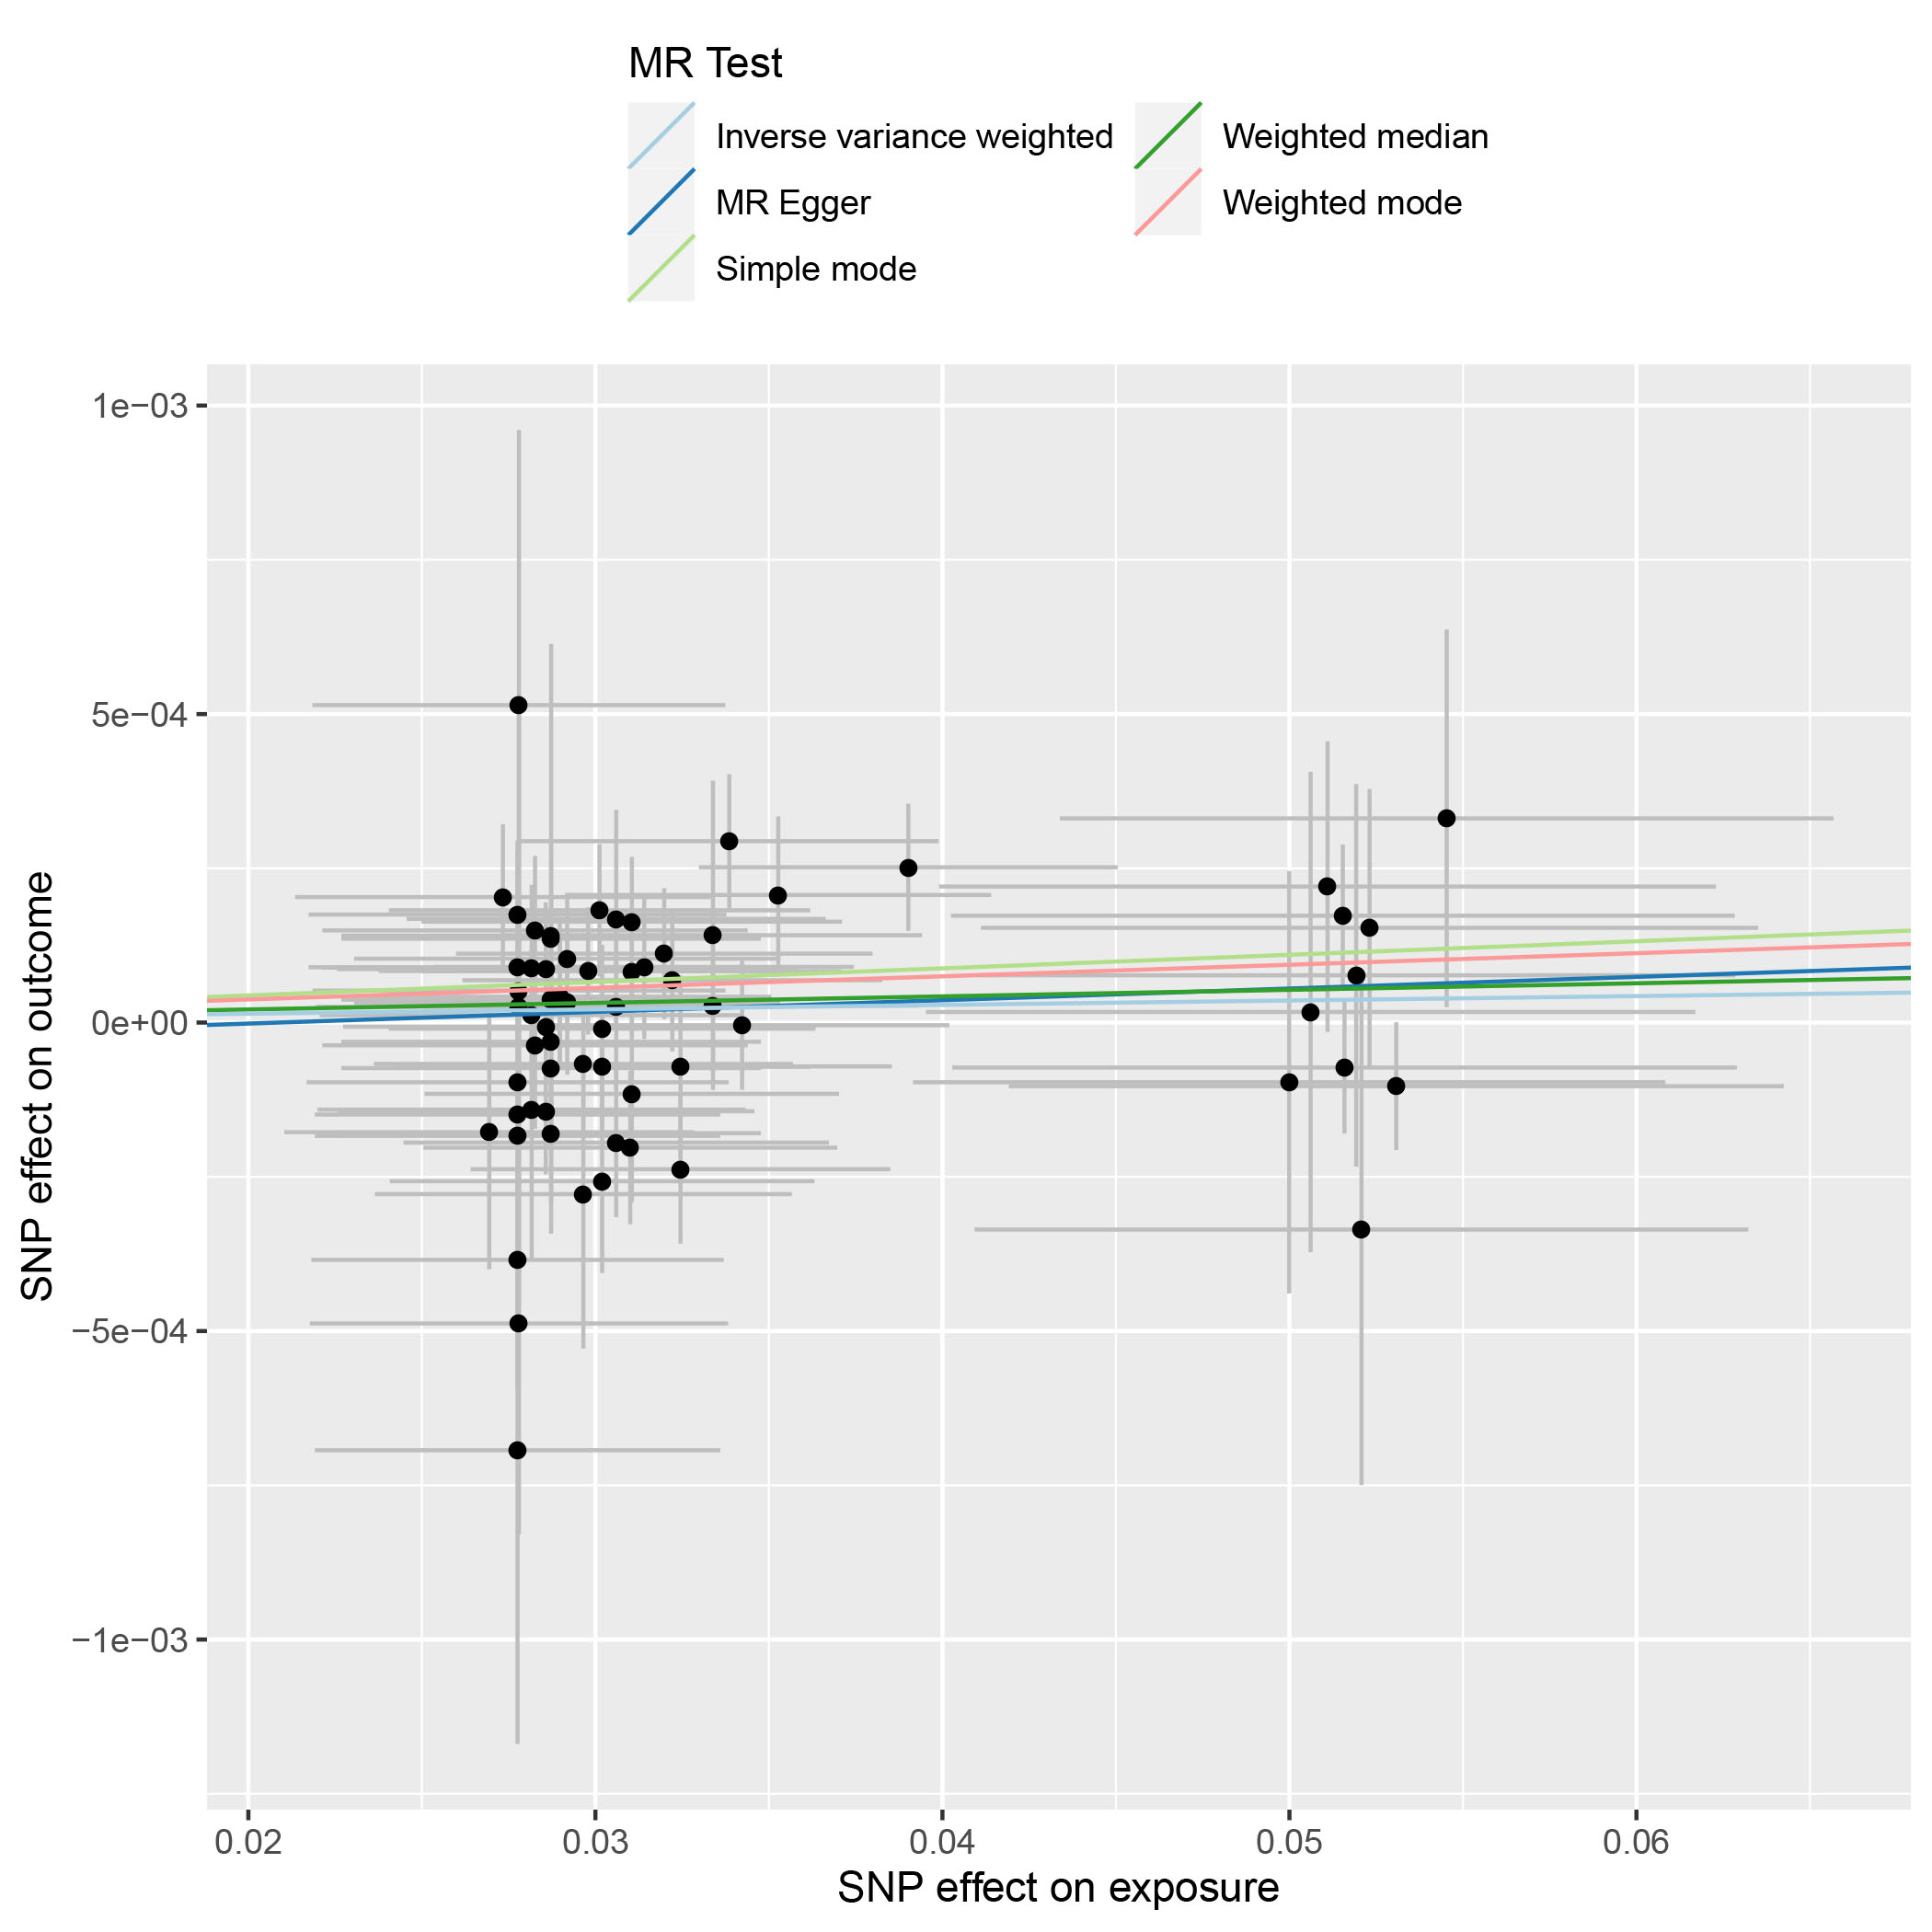 MR Test
Inverse variance weighted
Weighted median
MR Egger
Weighted mode
Simple mode
1e−03
5e−04
0e+00
−5e−04
−1e−03
SNP effect on outcome
0.02
0.03
0.04
0.05
0.06
SNP effect on exposure